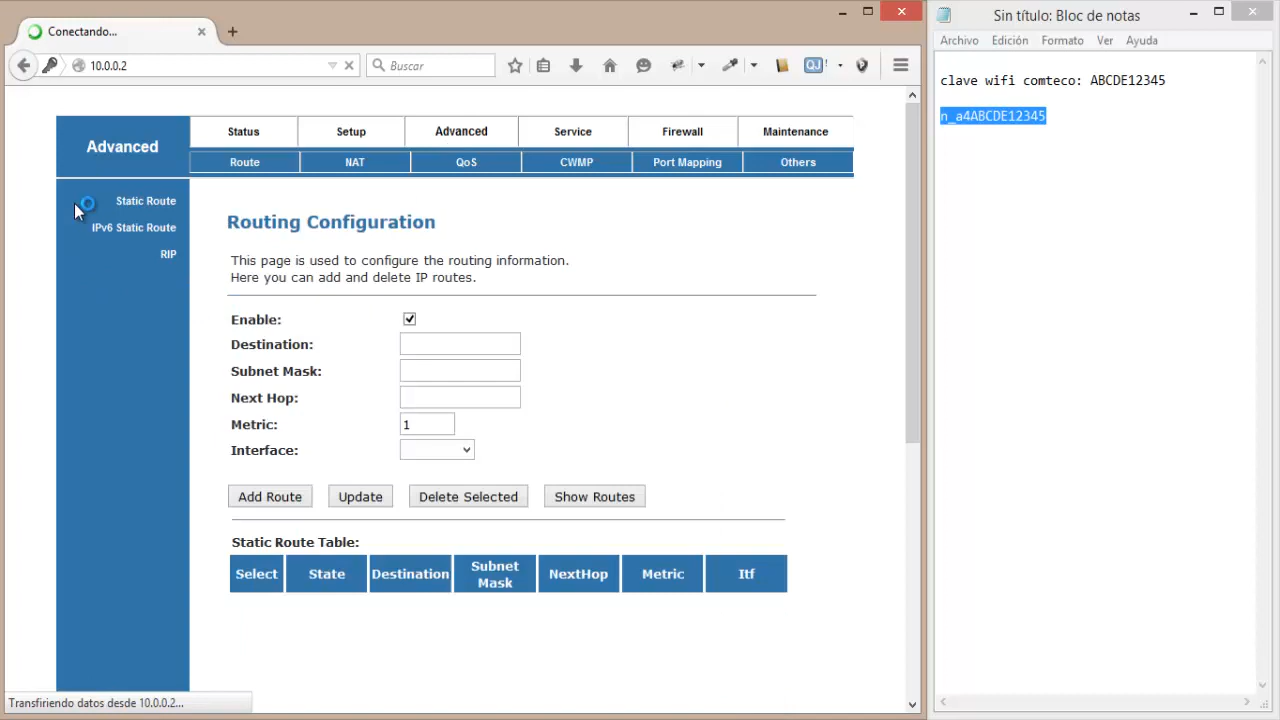 Conectando...
10.0.0.2
Buscar
Advanced
Status Setup Advanced Service Firewall Maintenance
Route NAT QoS CWMP Port Mapping Others
Static Route
IPv6 Static Route
RIP
Routing Configuration
This page is used to configure the routing information.
Here you can add and delete IP routes.
Enable:
Destination:
Subnet Mask:
Next Hop:
Metric: 1
Interface:
Add Route Update Delete Selected Show Routes
Static Route Table:
Select State Destination Subnet Mask NextHop Metric Itf
Transfiriendo datos desde 10.0.0.2...
Sin título: Bloc de notas
Archivo Edición Formato Ver Ayuda
clave wifi comteco: ABCDE12345
n_a4ABCDE12345